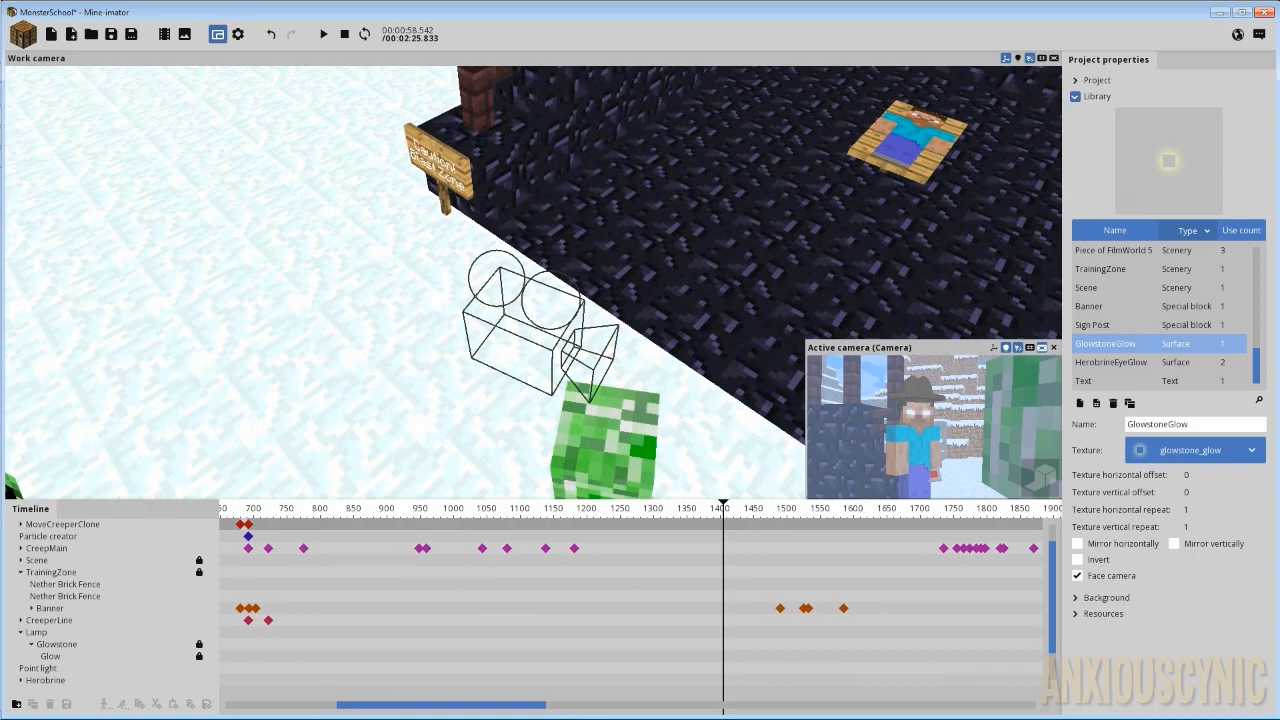 MonsterSchool* - Mine-imator
00:00:58.542
/00:02:25.833
Work camera
Caution!
Blast Zone
Active camera (Camera)
Project properties
Project
Library
Name Type Use count
Piece of FilmWorld 5 Scenery 3
TrainingZone Scenery 1
Scene Scenery 1
Banner Special block 1
Sign Post Special block 1
GlowstoneGlow Surface 1
HerobrineEyeGlow Surface 2
Text Text 1
Name: GlowstoneGlow
Texture: glowstone_glow
Texture horizontal offset: 0
Texture vertical offset: 0
Texture horizontal repeat: 1
Texture vertical repeat: 1
Mirror horizontally Mirror vertically
Invert
Face camera
Background
Resources
Timeline
50 700 750 800 850 900 950 1000 1050 1100 1150 1200 1250 1300 1350 1400 1450 1500 1550 1600 1650 1700 1750 1800 1850 1900
MoveCreeperClone
Particle creator
CreepMain
Scene
TrainingZone
Nether Brick Fence
Nether Brick Fence
Banner
CreeperLine
Lamp
Glowstone
Glow
Point light
Herobrine
ANXIOUSCYNIC